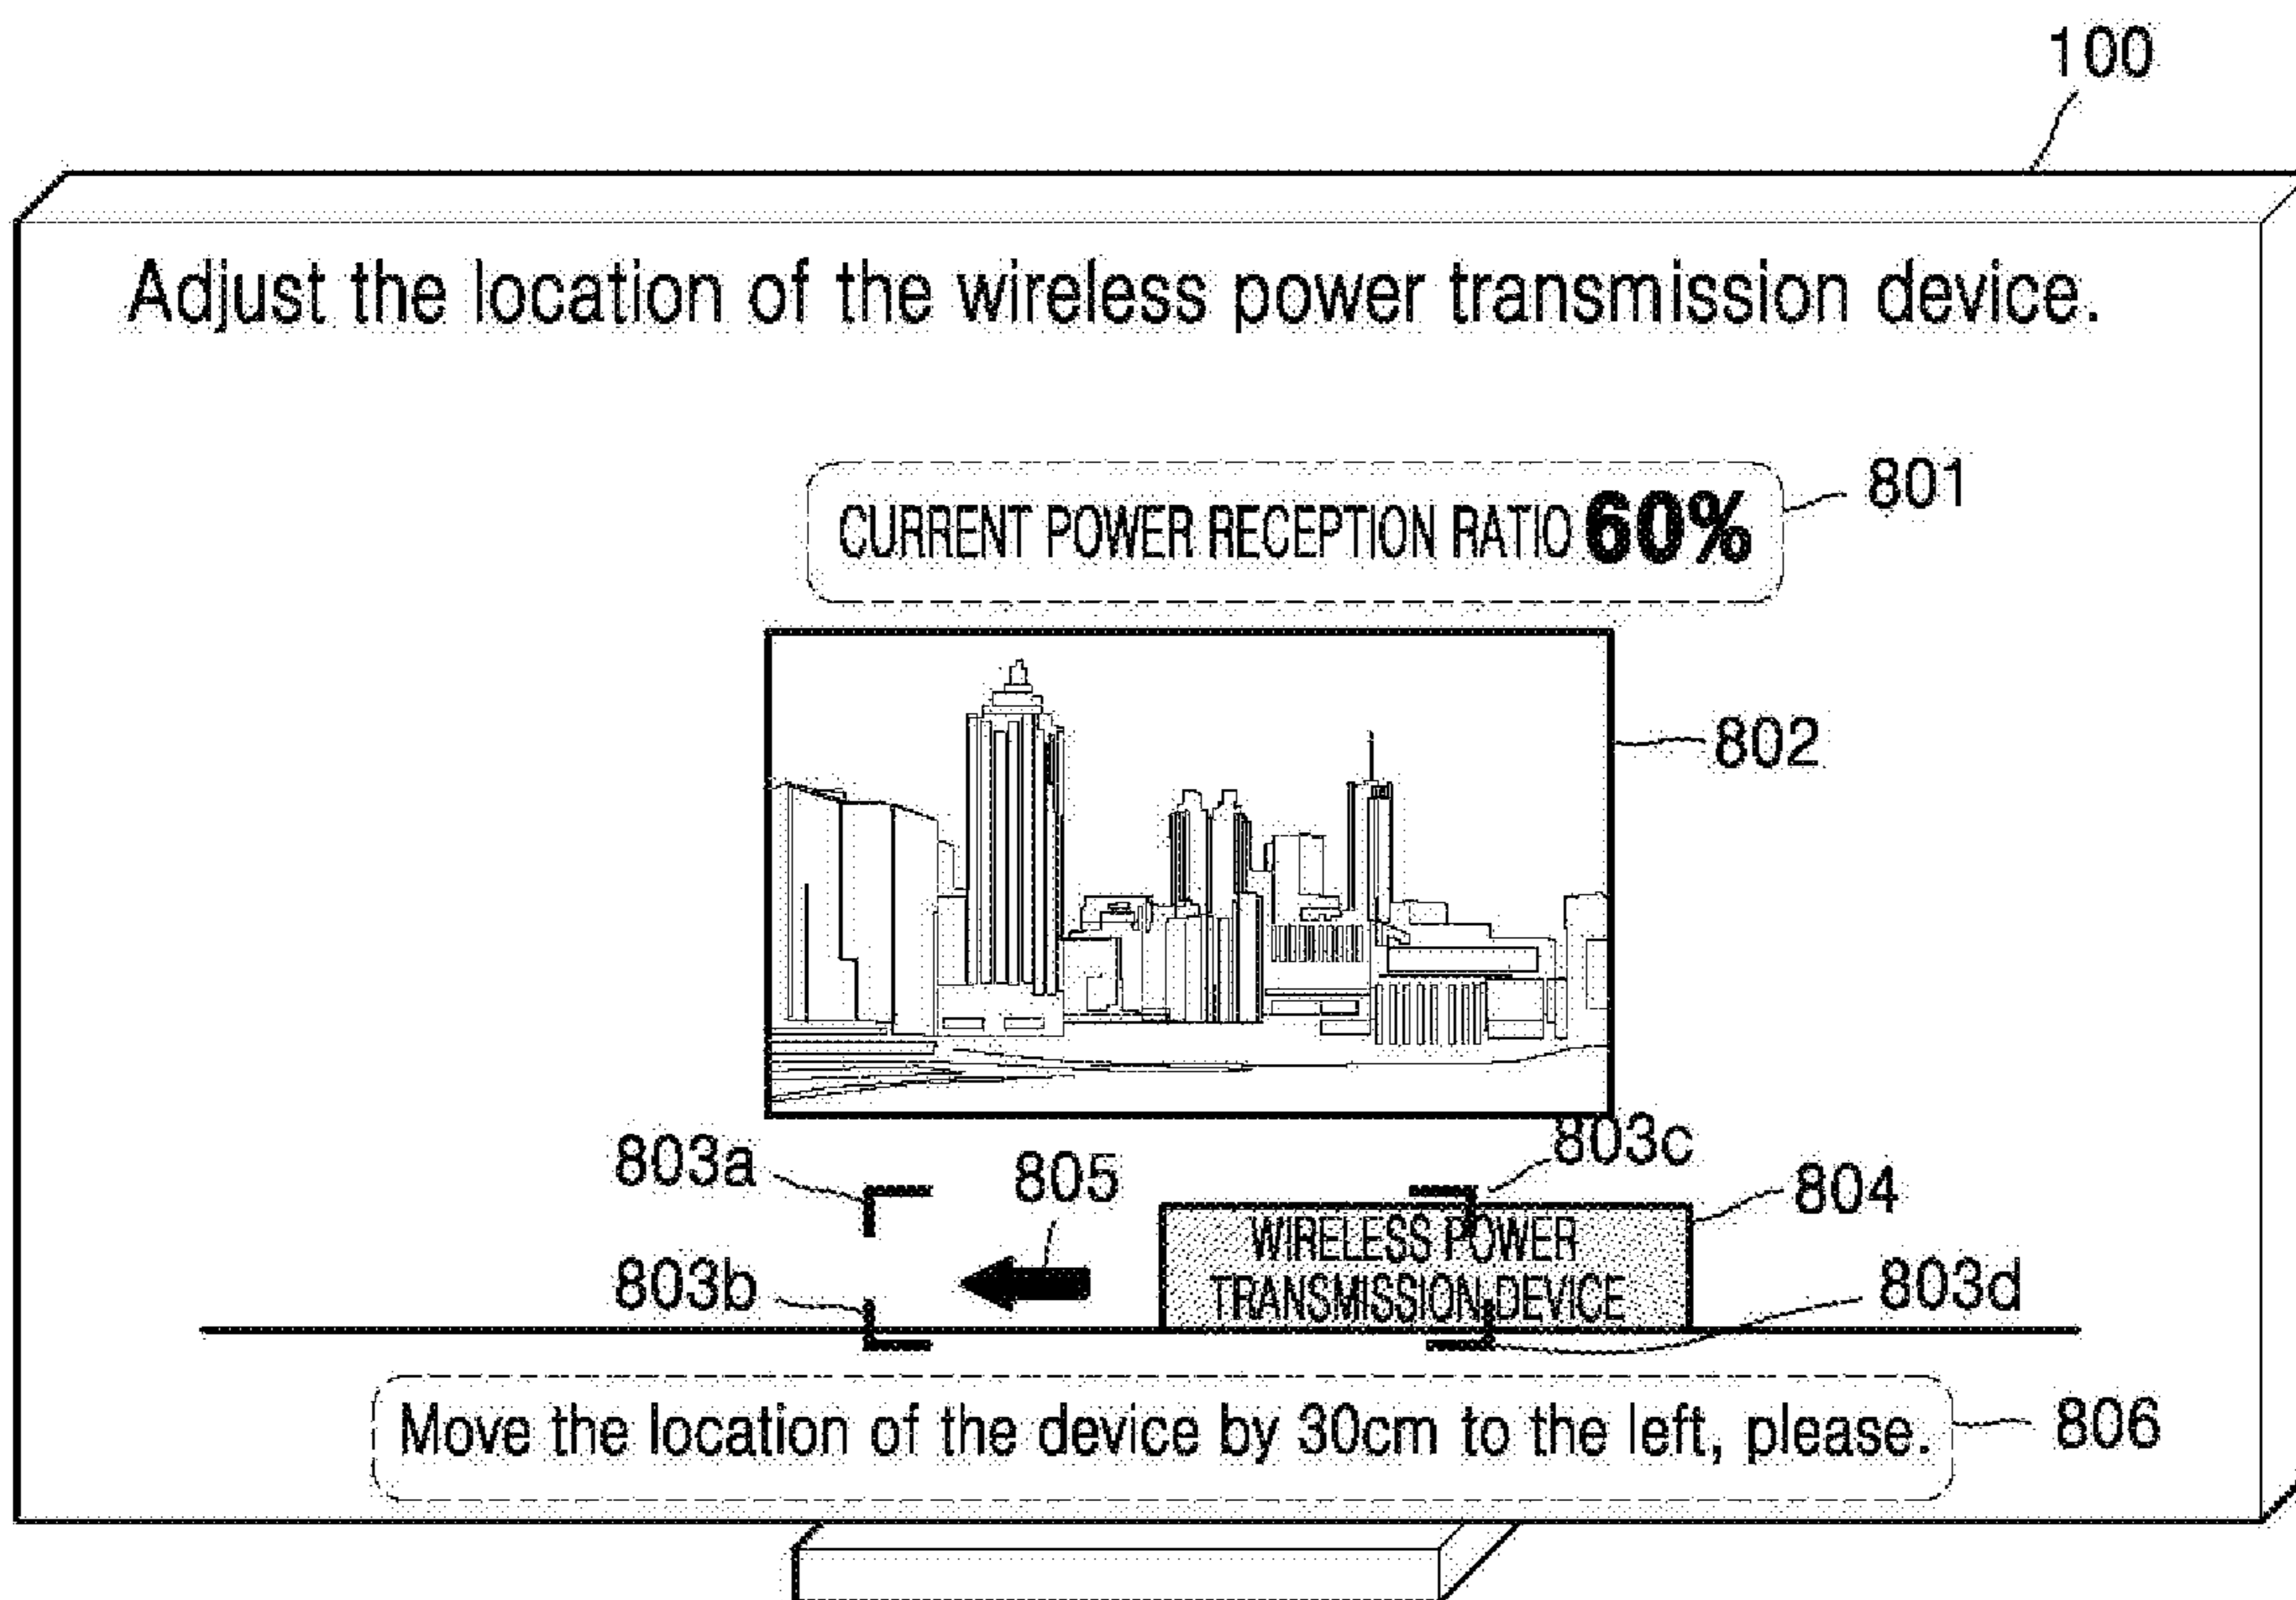 100
Adjust the location of the wireless power transmission device.
CURRENT POWER RECEPTION RATIO 60%
801
802
803a
805
803c
804
WIRELESS POWER
TRANSMISSION DEVICE
803b
803d
Move the location of the device by 30cm to the left, please.
806